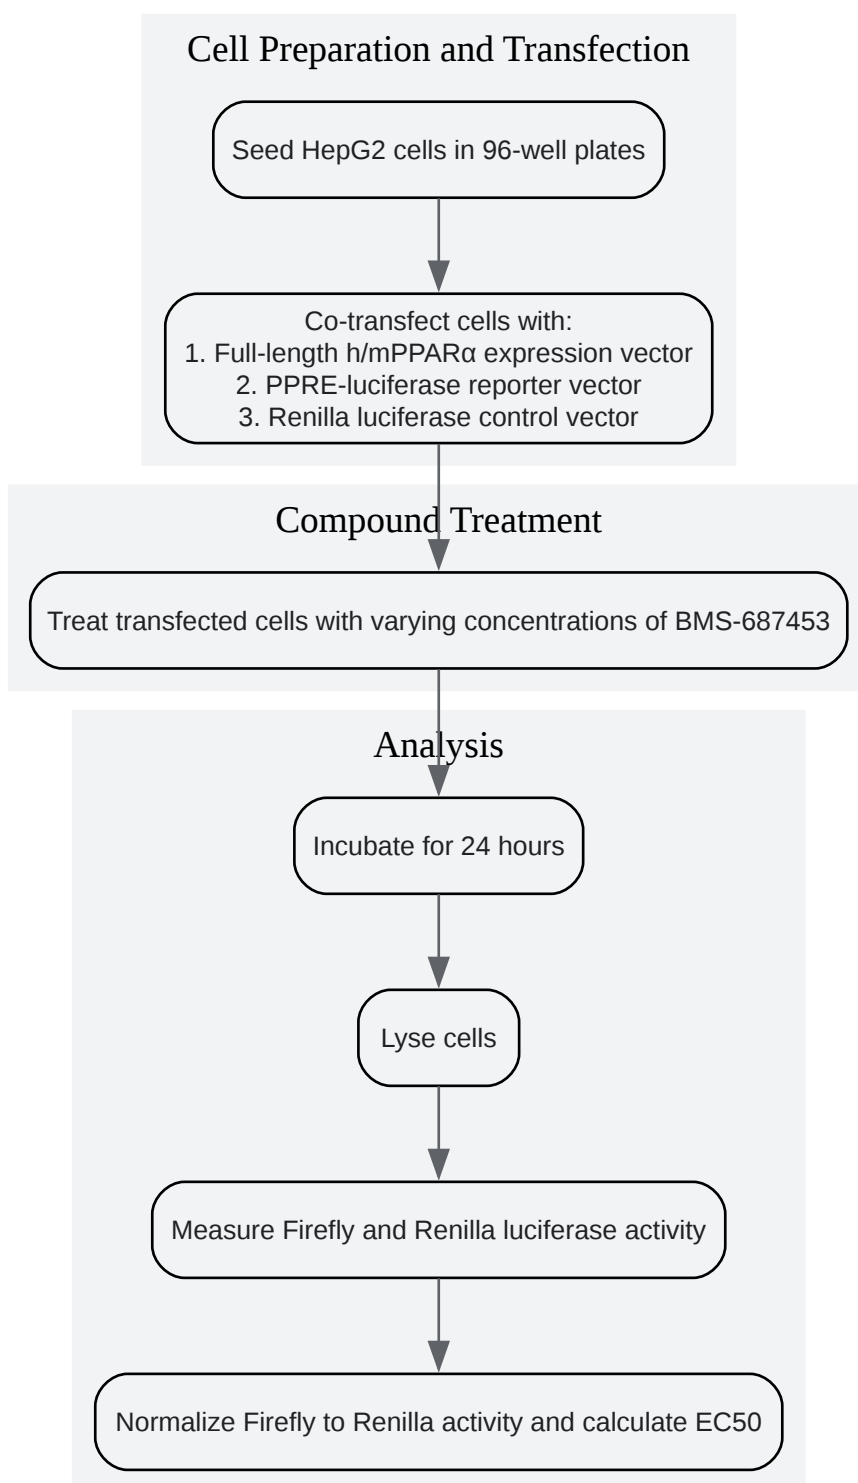 Cell Preparation and Transfection
Seed HepG2 cells in 96-well plates
Co-transfect cells with:
1. Full-length h/mPPARα expression vector
2. PPRE-luciferase reporter vector
3. Renilla luciferase control vector
Compound Treatment
Treat transfected cells with varying concentrations of BMS-687453
Analysis
Incubate for 24 hours
Lyse cells
Measure Firefly and Renilla luciferase activity
Normalize Firefly to Renilla activity and calculate EC50